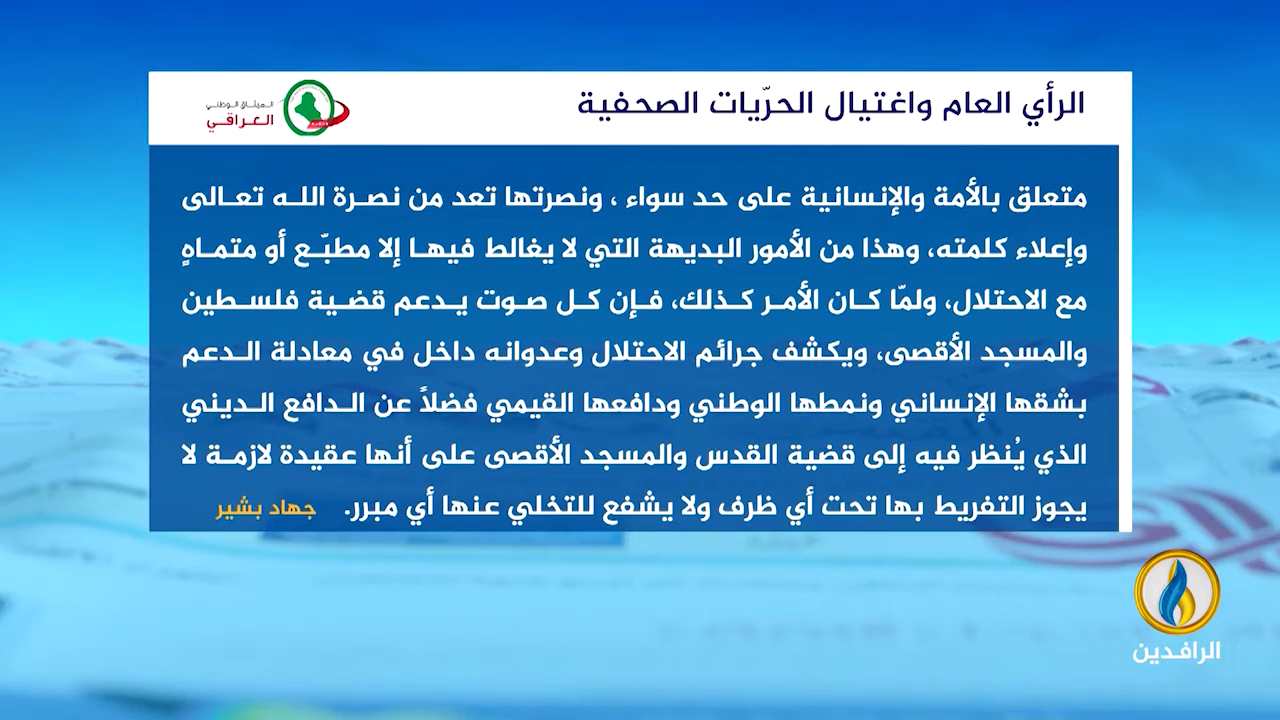 الرأي العام واغتيال الحرّيات الصحفية
الميثاق الوطني
العراقي
متعلق بالأمة والإنسانية على حد سواء ، ونصرتها تعد من نصرة الله تعالى
وإعلاء كلمته، وهذا من الأمور البديهة التي لا يغالط فيها إلا مطبّع أو متماهٍ
مع الاحتلال، ولمّا كان الأمر كذلك، فإن كل صوت يدعم قضية فلسطين
والمسجد الأقصى، ويكشف جرائم الاحتلال وعدوانه داخل في معادلة الدعم
بشقها الإنساني ونمطها الوطني ودافعها القيمي فضلاً عن الدافع الديني
الذي يُنظر فيه إلى قضية القدس والمسجد الأقصى على أنها عقيدة لازمة لا
يجوز التفريط بها تحت أي ظرف ولا يشفع للتخلي عنها أي مبرر. جهاد بشير
الرافدين